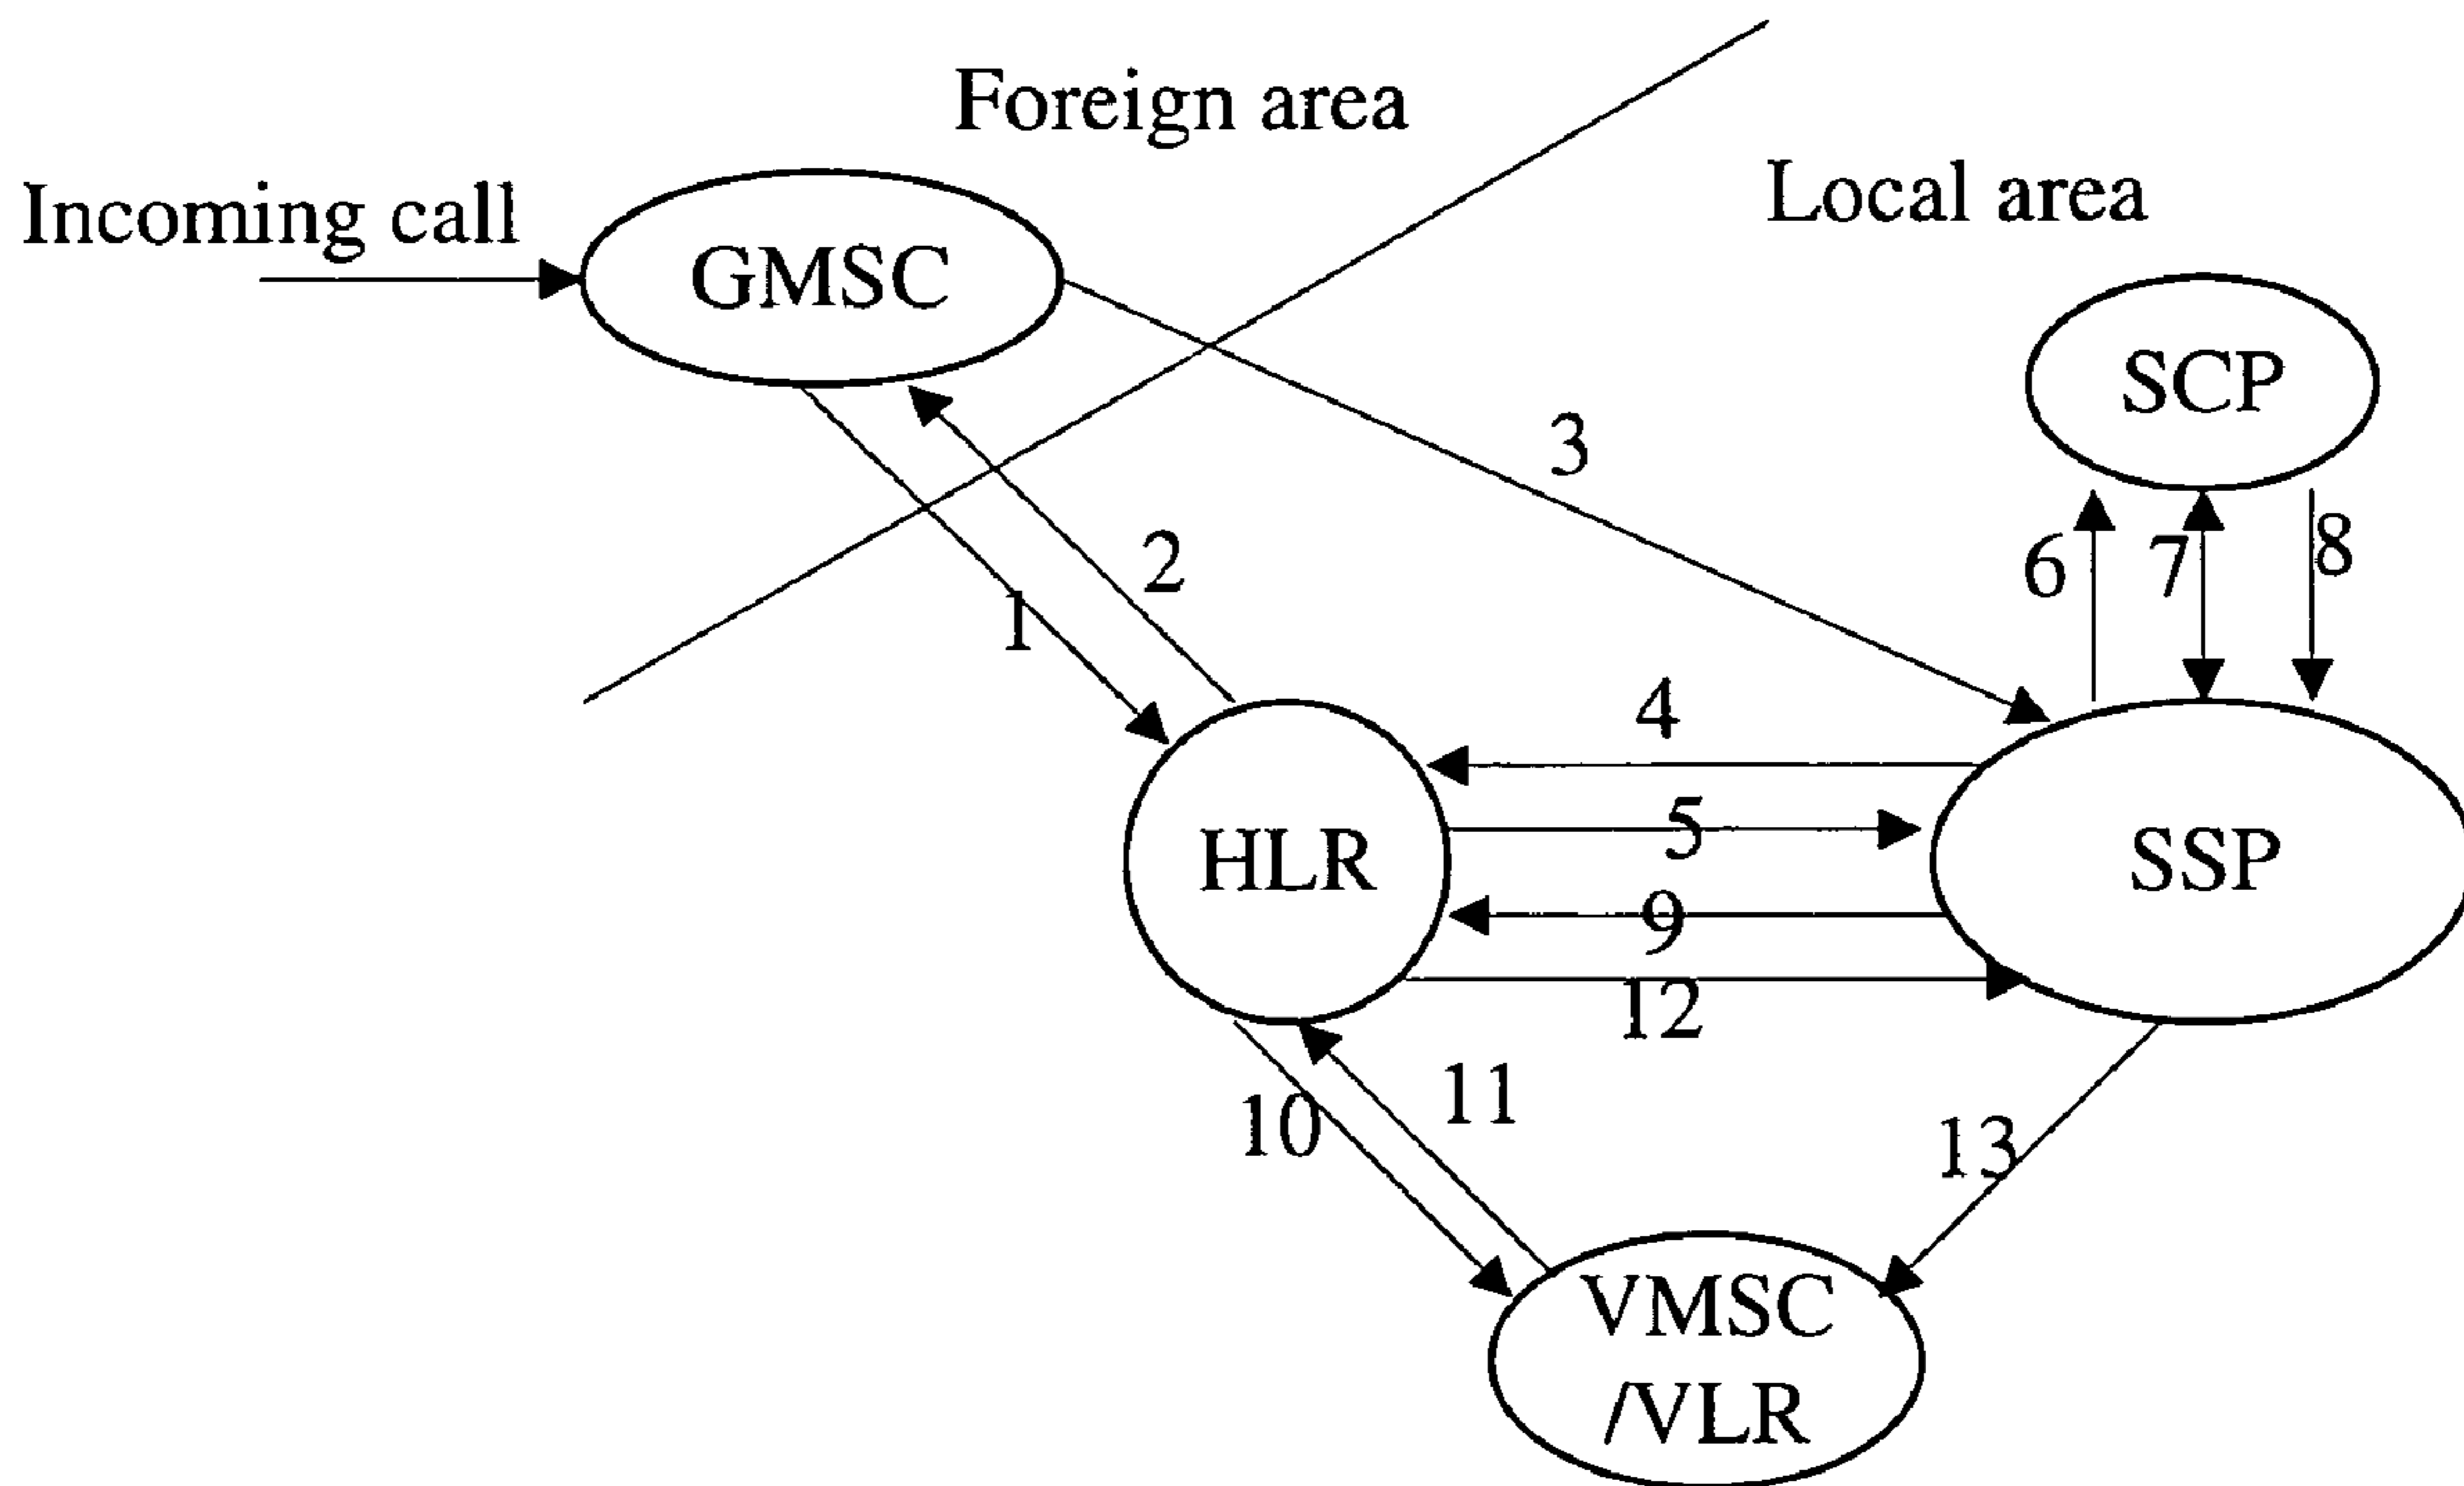 Foreign area
Local area
Incoming call
GMSC
SCP
3
2
1
6
7
8
4
5
HLR
SSP
9
12
11
10
13
VMSC
/VLR